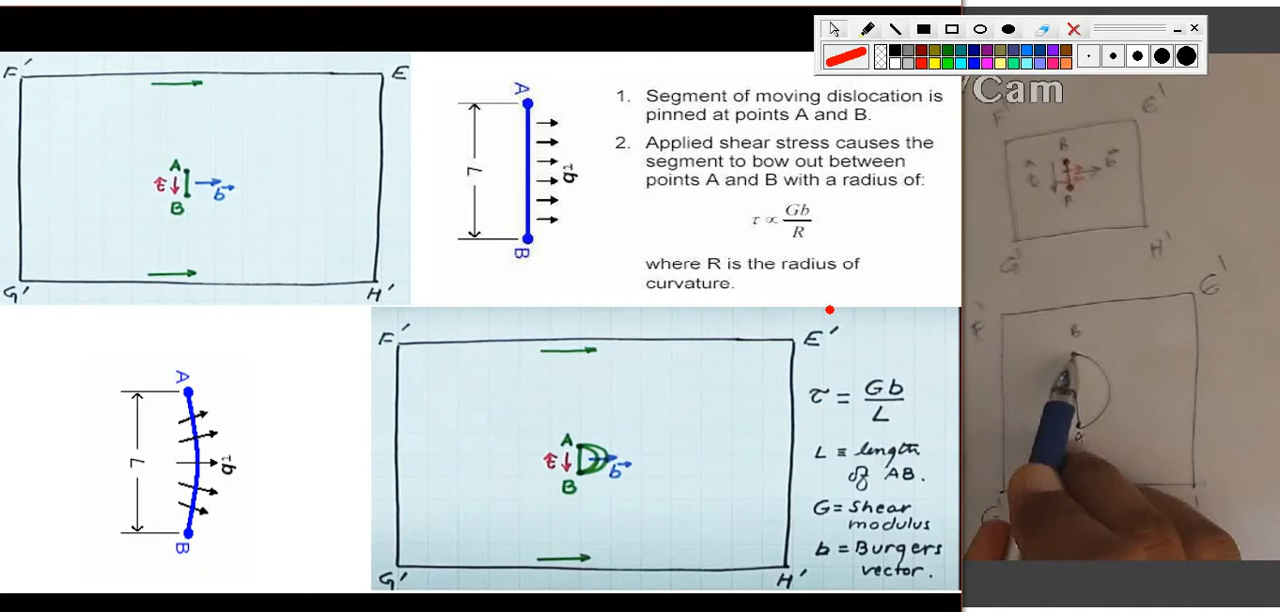 F' E
A
t b
B
G' H'
A
L τb
B
1. Segment of moving dislocation is
pinned at points A and B.
2. Applied shear stress causes the
segment to bow out between
points A and B with a radius of:
τ ∝ Gb
R
where R is the radius of
curvature.
A
L τb
B
F' E'
A
t b
B
G' H'
τ = Gb
L
L ≡ length
of AB.
G = Shear
modulus
b = Burgers
vector.
Cam
F' E'
B
b
A
G' H'
F' E'
B
A
G